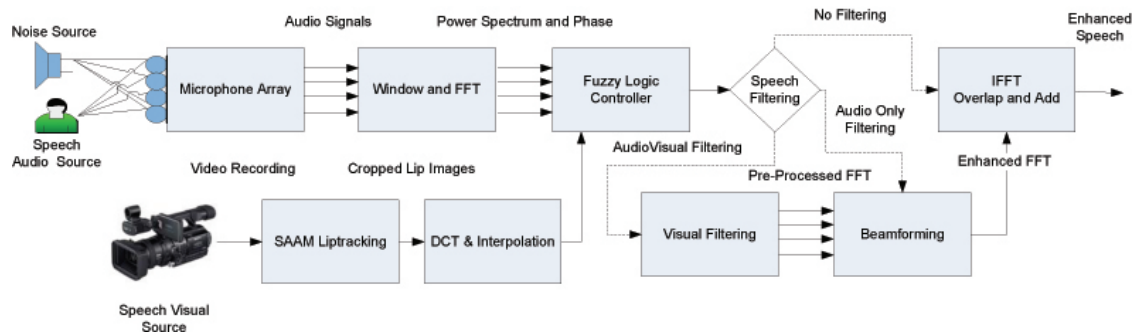 Noise Source
Audio Signals
Power Spectrum and Phase
No Filtering
Enhanced
Speech
Microphone Array
Window and FFT
Fuzzy Logic
Controller
Speech
Filtering
IFFT
Overlap and Add
Speech
Audio Source
Audio Only
Filtering
AudioVisual Filtering
Enhanced FFT
Video Recording
Cropped Lip Images
Pre-Processed FFT
SAAM Liptracking
DCT & Interpolation
Visual Filtering
Beamforming
Speech Visual
Source